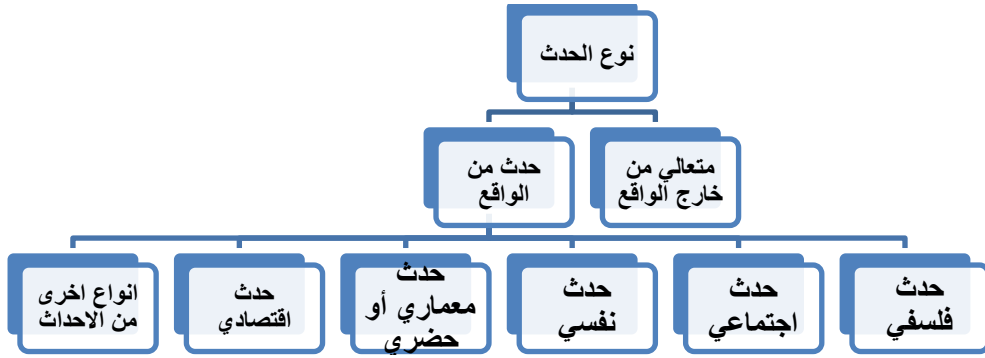 نوع الحدث
متعالي من
خارج الواقع
حدث من
الواقع
حدث
فلسفي
حدث
اجتماعي
حدث
نفسي
حدث
معماري أو
حضري
حدث
اقتصادي
انواع اخرى
من الاحداث